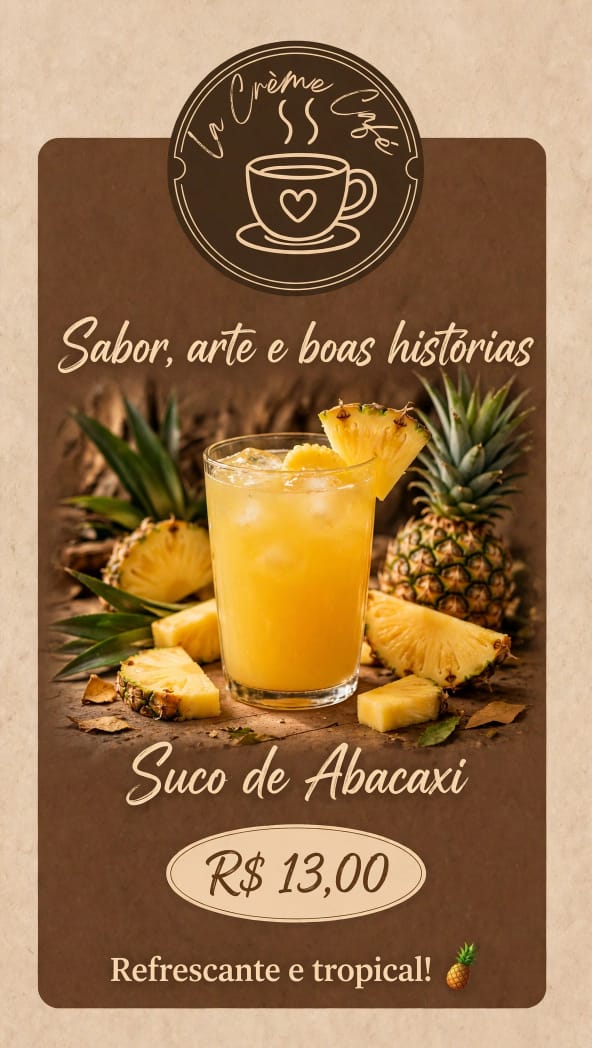 La Crème Café
Sabor, arte e boas histórias
Suco de Abacaxi
R$ 13,00
Refrescante e tropical! 🍍